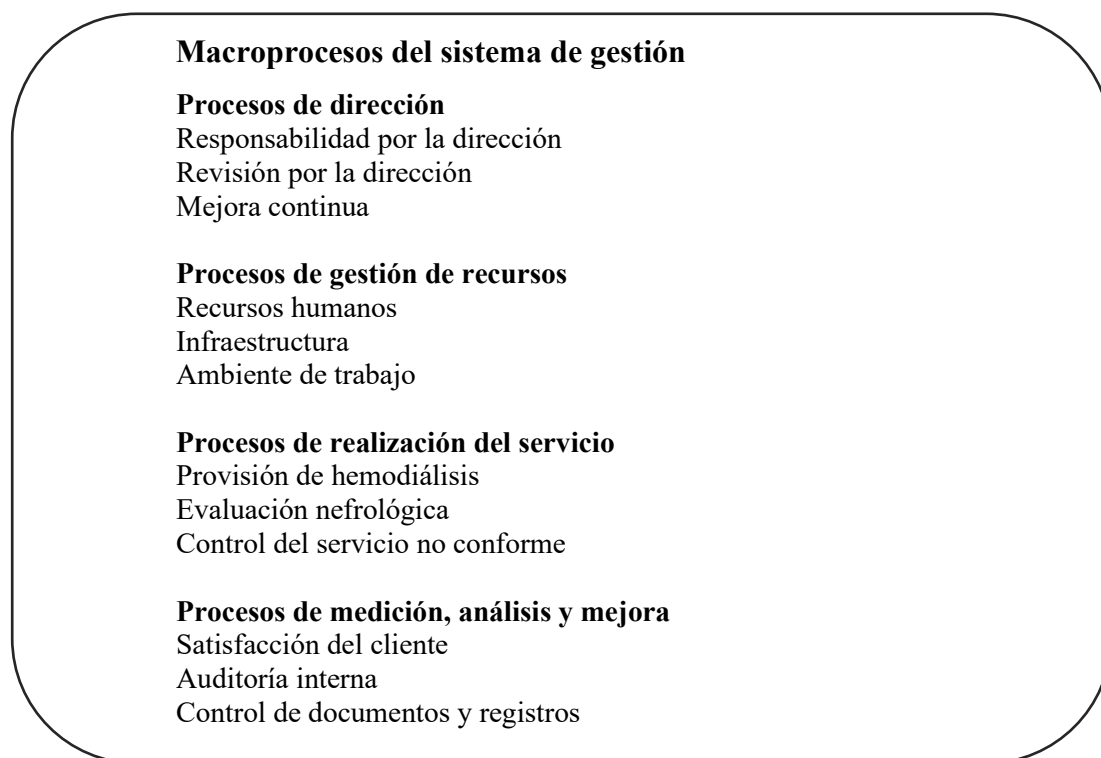 Macroprocesos del sistema de gestión
Procesos de dirección
Responsabilidad por la dirección
Revisión por la dirección
Mejora continua
Procesos de gestión de recursos
Recursos humanos
Infraestructura
Ambiente de trabajo
Procesos de realización del servicio
Provisión de hemodiálisis
Evaluación nefrológica
Control del servicio no conforme
Procesos de medición, análisis y mejora
Satisfacción del cliente
Auditoría interna
Control de documentos y registros